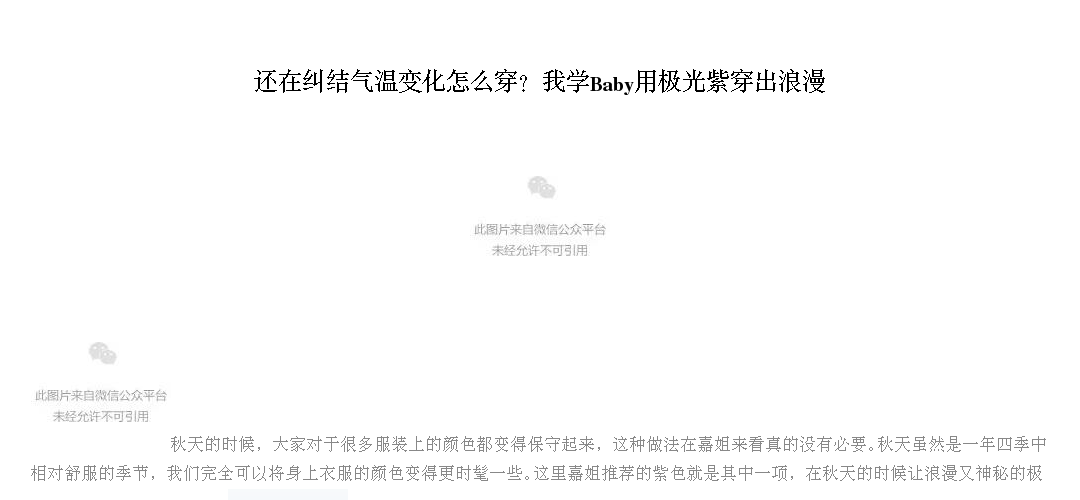 还在纠结气温变化怎么穿？我学Baby用极光紫穿出浪漫
此图片来自微信公众平台
未经允许不可引用
此图片来自微信公众平台
未经允许不可引用
秋天的时候，大家对于很多服装上的颜色都变得保守起来，这种做法在嘉姐来看真的没有必要。秋天虽然是一年四季中
相对舒服的季节，我们完全可以将身上衣服的颜色变得更时髦一些。这里嘉姐推荐的紫色就是其中一项，在秋天的时候让浪漫又神秘的极